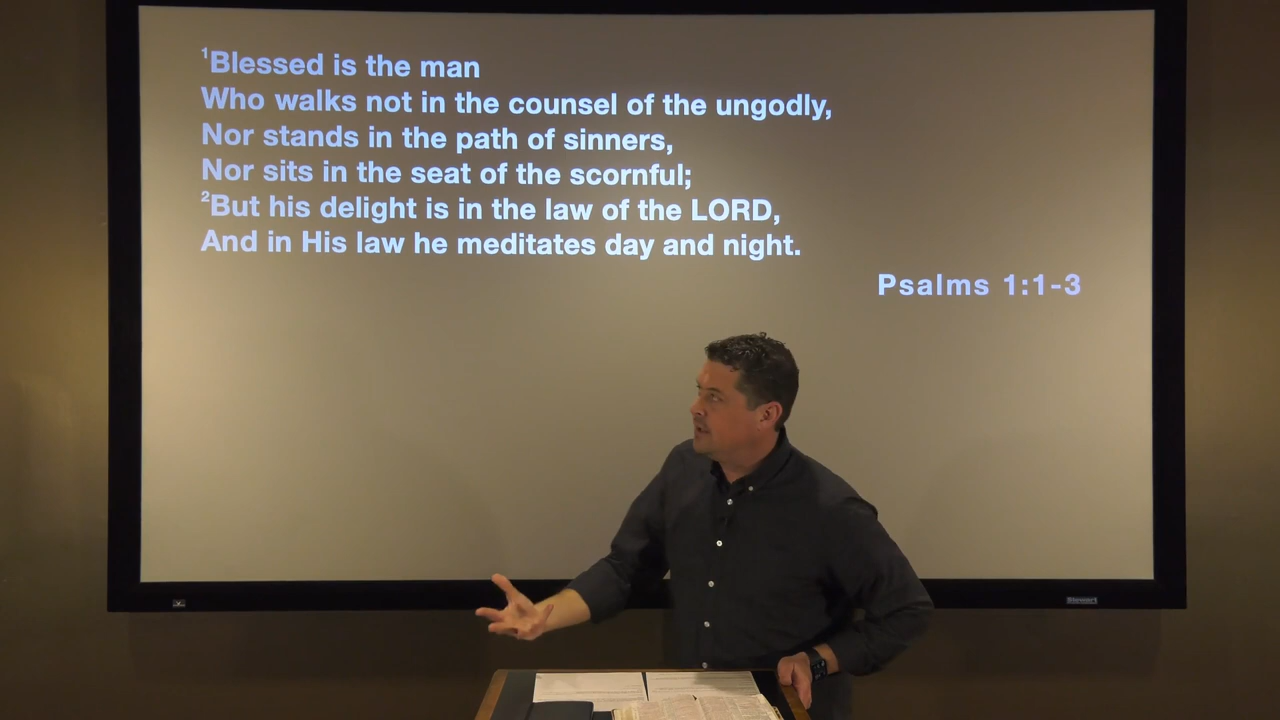 ¹Blessed is the man
Who walks not in the counsel of the ungodly,
Nor stands in the path of sinners,
Nor sits in the seat of the scornful;
²But his delight is in the law of the LORD,
And in His law he meditates day and night.
Psalms 1:1-3
Stewart